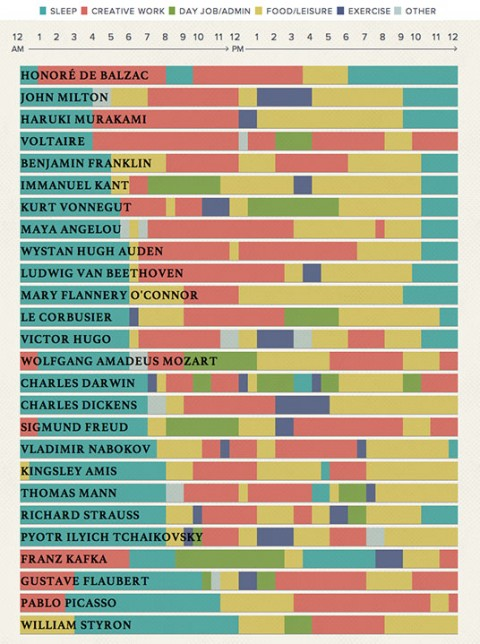 SLEEP CREATIVE WORK DAY JOB/ADMIN FOOD/LEISURE EXERCISE OTHER
12 1 2 3 4 5 6 7 8 9 10 11 12 1 2 3 4 5 6 7 8 9 10 11 12
AM PM
HONORÉ DE BALZAC
JOHN MILTON
HARUKI MURAKAMI
VOLTAIRE
BENJAMIN FRANKLIN
IMMANUEL KANT
KURT VONNEGUT
MAYA ANGELOU
WYSTAN HUGH AUDEN
LUDWIG VAN BEETHOVEN
MARY FLANNERY O'CONNOR
LE CORBUSIER
VICTOR HUGO
WOLFGANG AMADEUS MOZART
CHARLES DARWIN
CHARLES DICKENS
SIGMUND FREUD
VLADIMIR NABOKOV
KINGSLEY AMIS
THOMAS MANN
RICHARD STRAUSS
PYOTR ILYICH TCHAIKOVSKY
FRANZ KAFKA
GUSTAVE FLAUBERT
PABLO PICASSO
WILLIAM STYRON